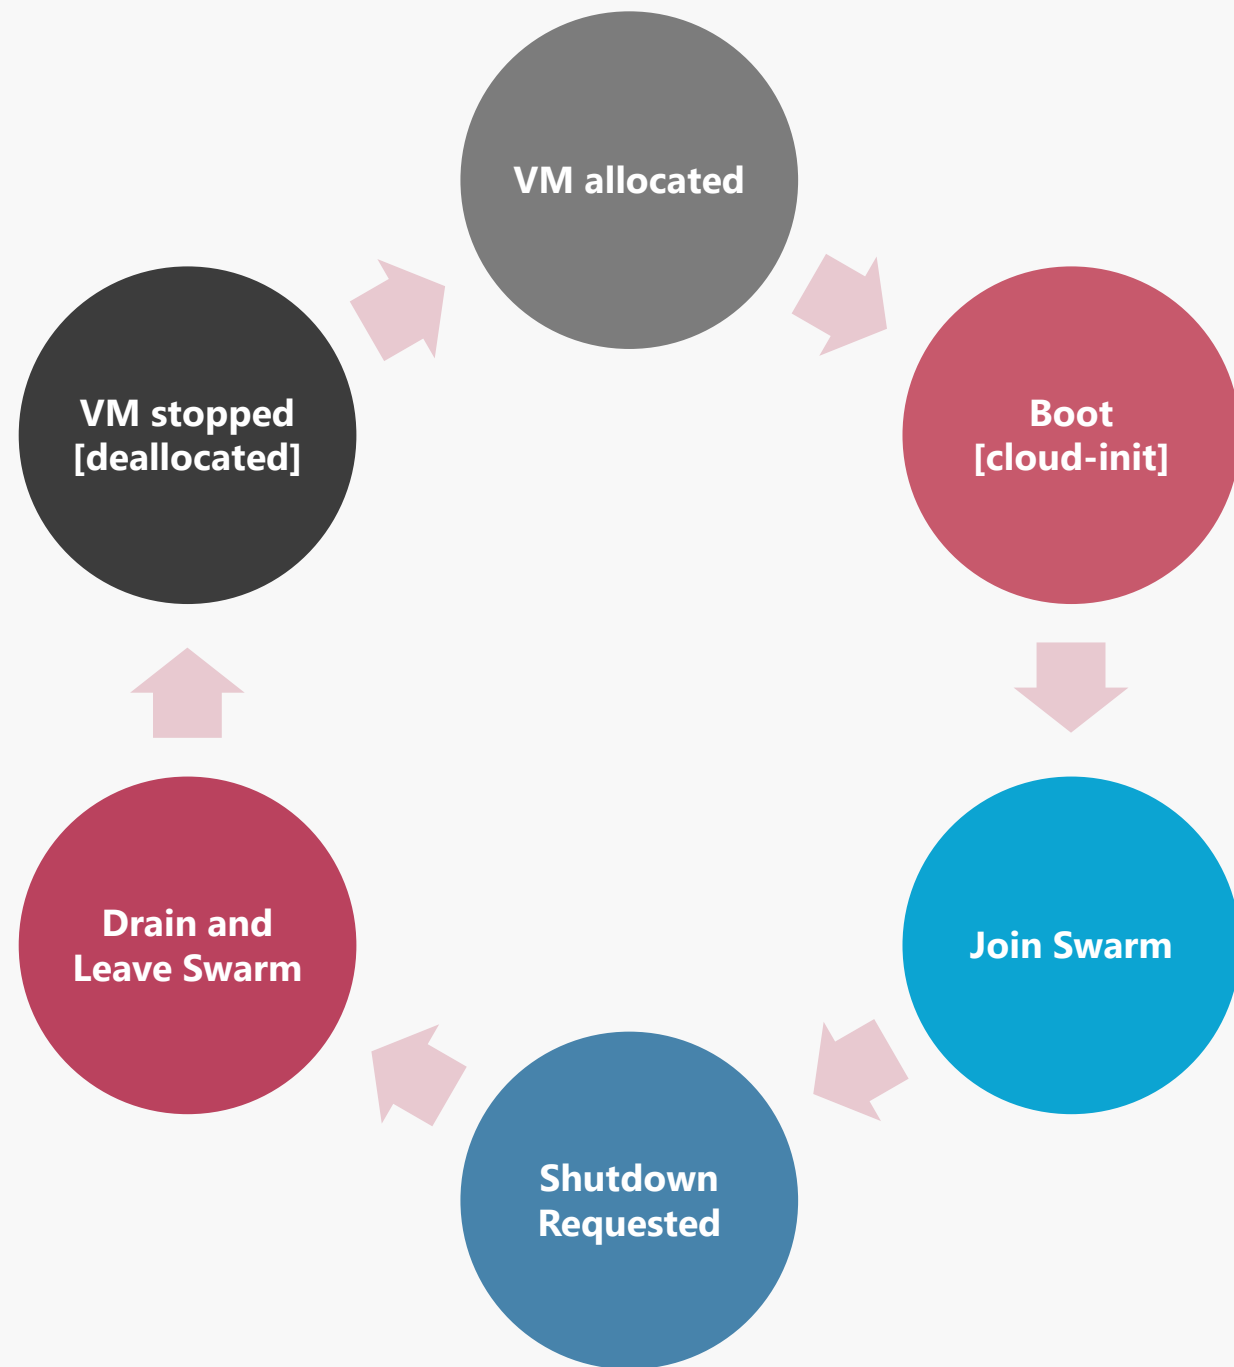 VM allocated
Boot
[cloud-init]
Join Swarm
Shutdown
Requested
Drain and
Leave Swarm
VM stopped
[deallocated]